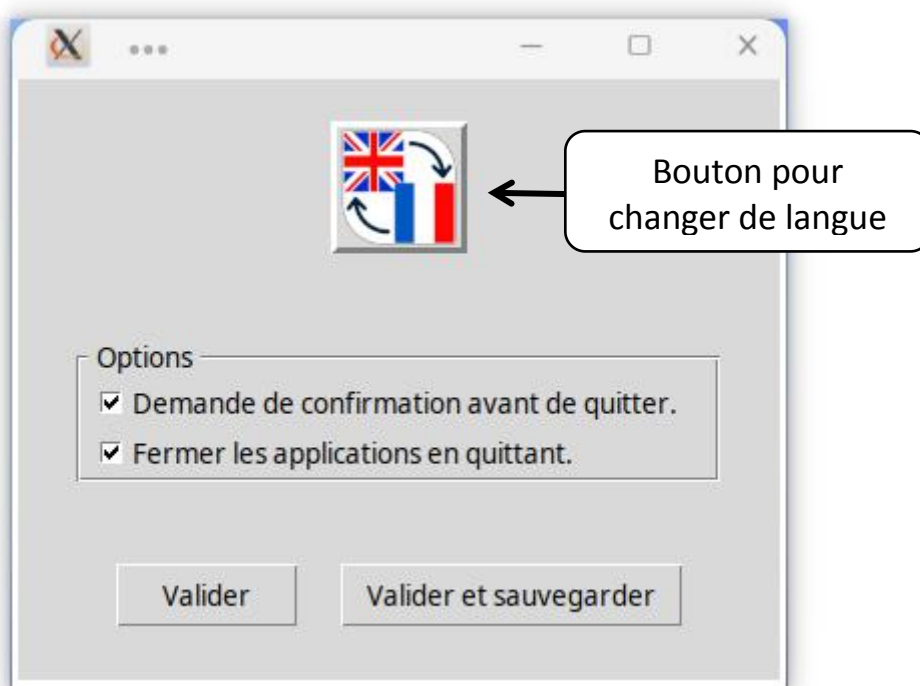 Bouton pour
changer de langue
Options
Demande de confirmation avant de quitter.
Fermer les applications en quittant.
Valider
Valider et sauvegarder